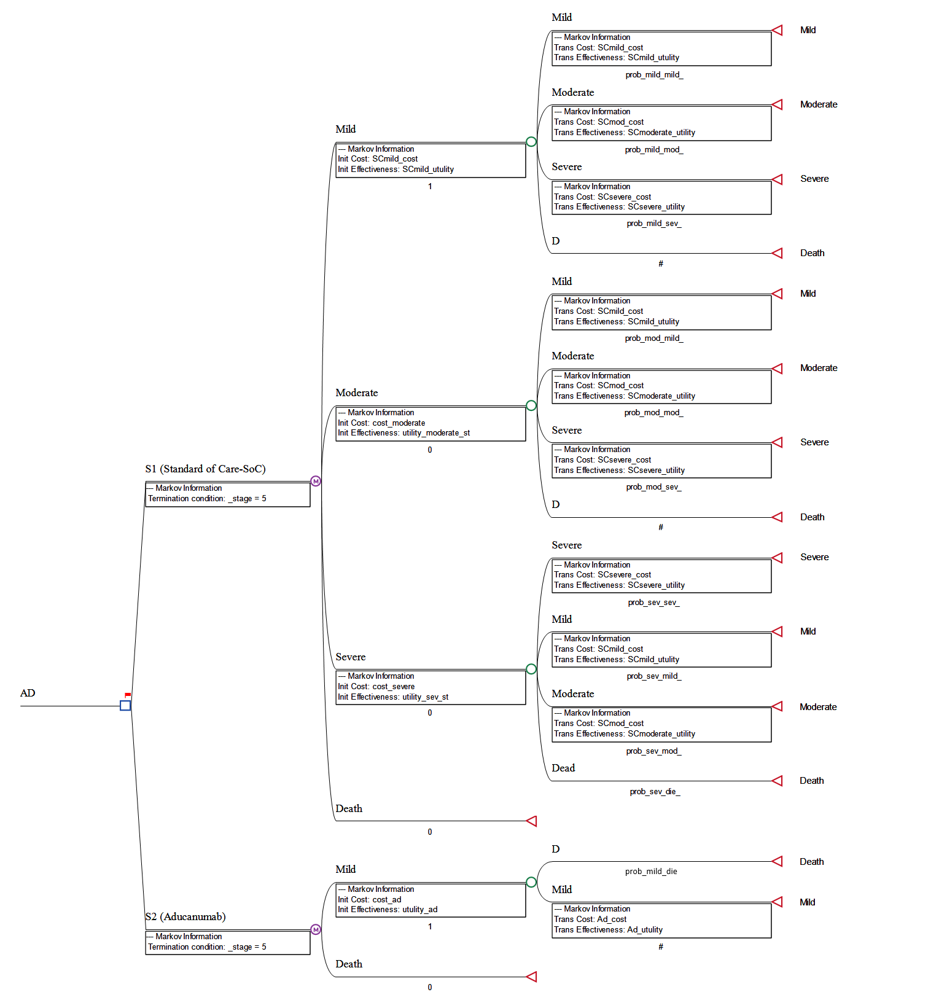 AD
S1 (Standard of Care-SoC)
--- Markov Information
Termination condition: _stage = 5
Mild
--- Markov Information
Init Cost: SCmild_cost
Init Effectiveness: SCmild_utulity
1
Mild
--- Markov Information
Trans Cost: SCmild_cost
Trans Effectiveness: SCmild_utulity
prob_mild_mild_
Mild
Moderate
--- Markov Information
Trans Cost: SCmod_cost
Trans Effectiveness: SCmoderate_utility
prob_mild_mod_
Moderate
Severe
--- Markov Information
Trans Cost: SCsevere_cost
Trans Effectiveness: SCsevere_utility
prob_mild_sev_
Severe
D
#
Death
Moderate
--- Markov Information
Init Cost: cost_moderate
Init Effectiveness: utility_moderate_st
0
Mild
--- Markov Information
Trans Cost: SCmild_cost
Trans Effectiveness: SCmild_utulity
prob_mod_mild_
Mild
Moderate
--- Markov Information
Trans Cost: SCmod_cost
Trans Effectiveness: SCmoderate_utility
prob_mod_mod_
Moderate
Severe
--- Markov Information
Trans Cost: SCsevere_cost
Trans Effectiveness: SCsevere_utility
prob_mod_sev_
Severe
D
#
Death
Severe
--- Markov Information
Init Cost: cost_severe
Init Effectiveness: utility_sev_st
0
Severe
--- Markov Information
Trans Cost: SCsevere_cost
Trans Effectiveness: SCsevere_utility
prob_sev_sev_
Severe
Mild
--- Markov Information
Trans Cost: SCmild_cost
Trans Effectiveness: SCmild_utulity
prob_sev_mild_
Mild
Moderate
--- Markov Information
Trans Cost: SCmod_cost
Trans Effectiveness: SCmoderate_utility
prob_sev_mod_
Moderate
Dead
prob_sev_die_
Death
Death
0
S2 (Aducanumab)
--- Markov Information
Termination condition: _stage = 5
Mild
--- Markov Information
Init Cost: cost_ad
Init Effectiveness: utulity_ad
1
D
prob_mild_die
Death
Mild
--- Markov Information
Trans Cost: Ad_cost
Trans Effectiveness: Ad_utulity
#
Mild
Death
0
M
M